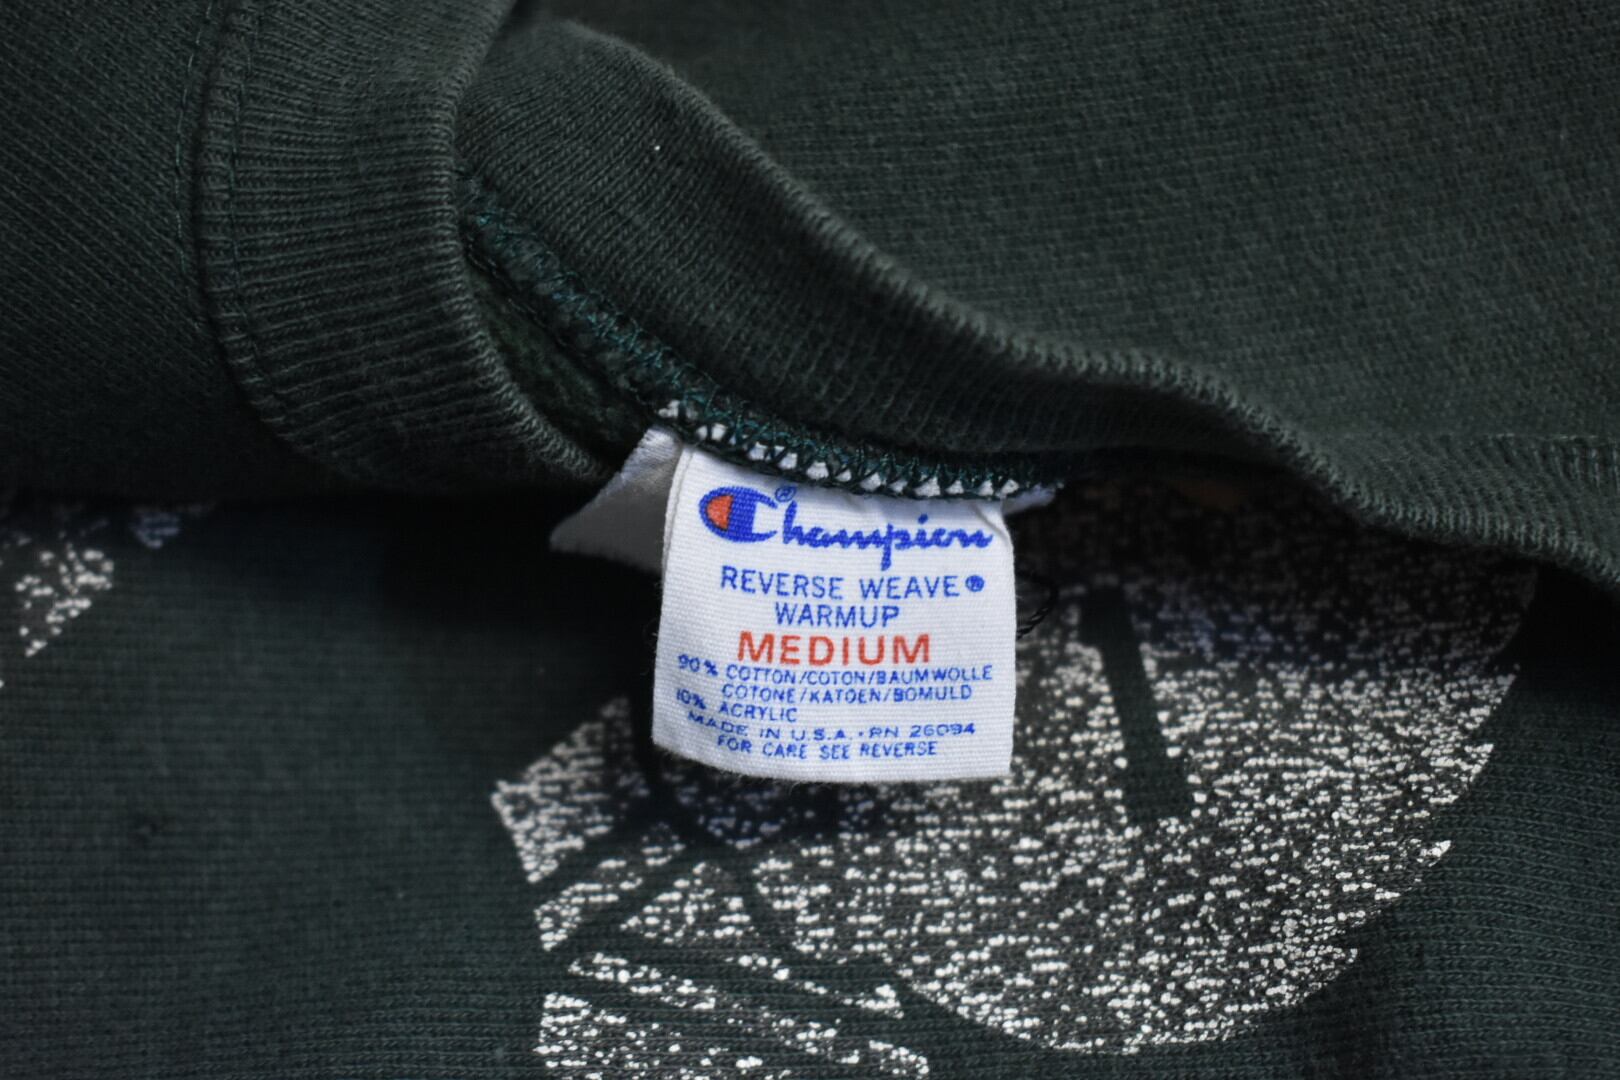 Champion®
REVERSE WEAVE®
WARMUP
MEDIUM
90% COTTON/COTON/BAUMWOLLE
COTONE/KATOEN/BOMULD
10% ACRYLIC
MADE IN U.S.A. · RN 26094
FOR CARE SEE REVERSE